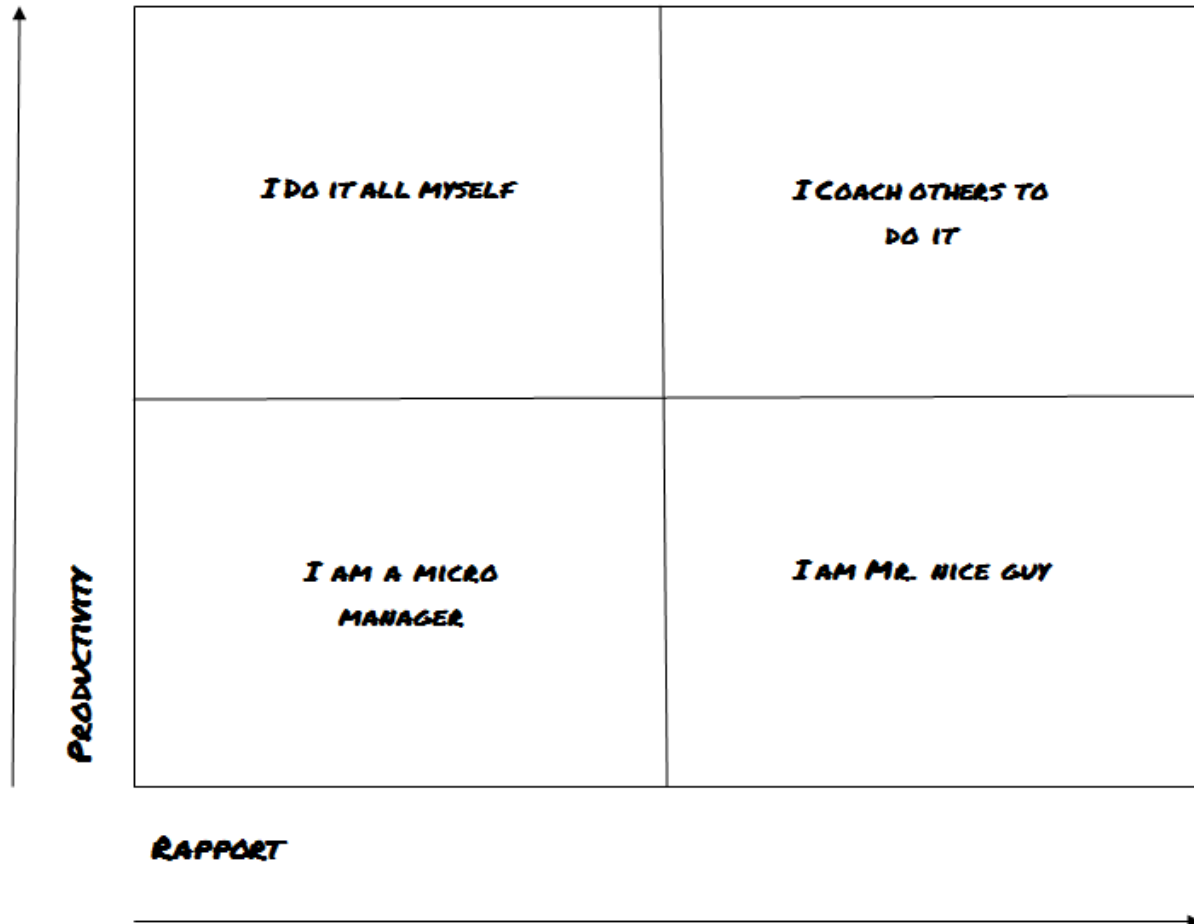 I Do it all myself
I Coach others to
do it
I am a micro
manager
I am Mr. nice guy
Productivity
Rapport